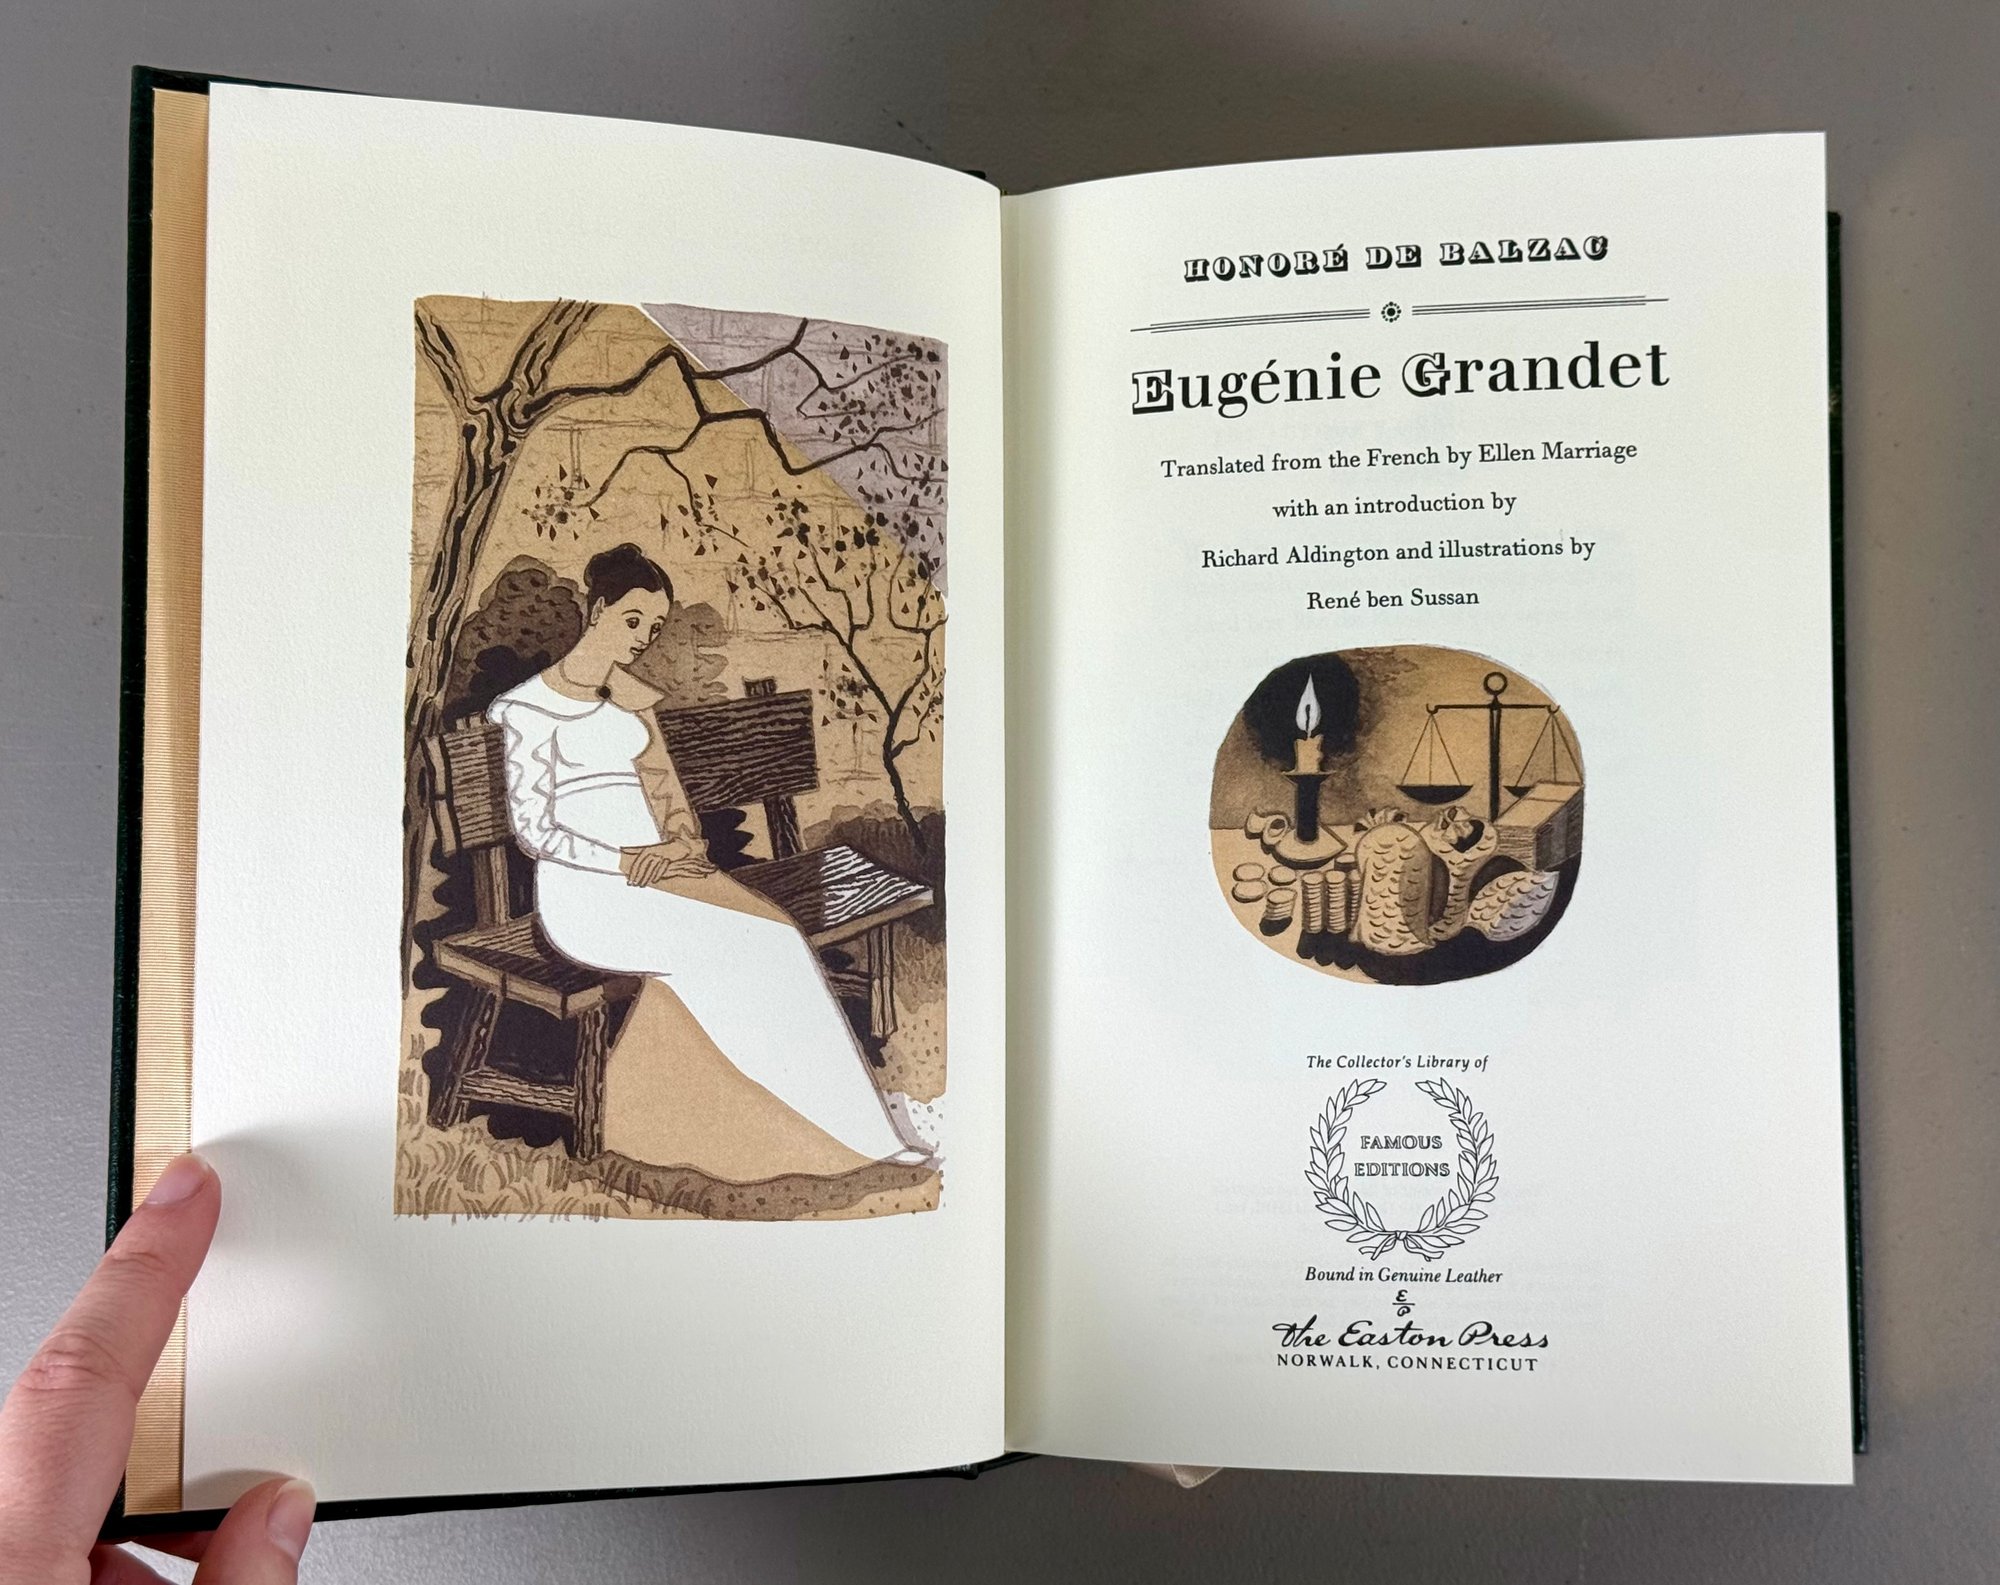 HONORÉ DE BALZAC
Eugénie Grandet
Translated from the French by Ellen Marriage
with an introduction by
Richard Aldington and illustrations by
René ben Sussan
The Collector's Library of
FAMOUS
EDITIONS
Bound in Genuine Leather
E
P
The Easton Press
NORWALK, CONNECTICUT